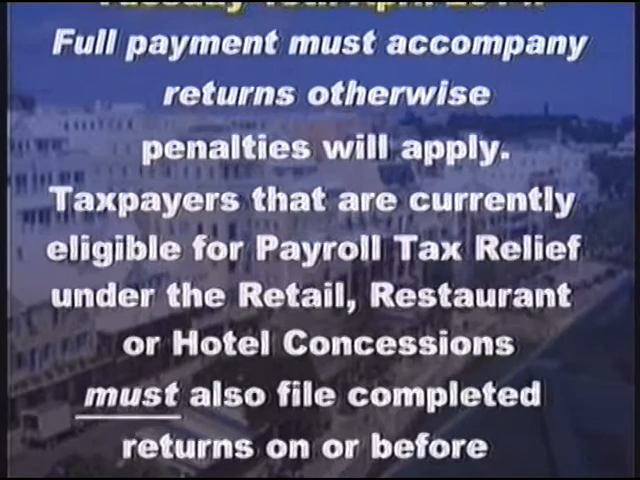 Full payment must accompany
returns otherwise
penalties will apply.
Taxpayers that are currently
eligible for Payroll Tax Relief
under the Retail, Restaurant
or Hotel Concessions
must also file completed
returns on or before